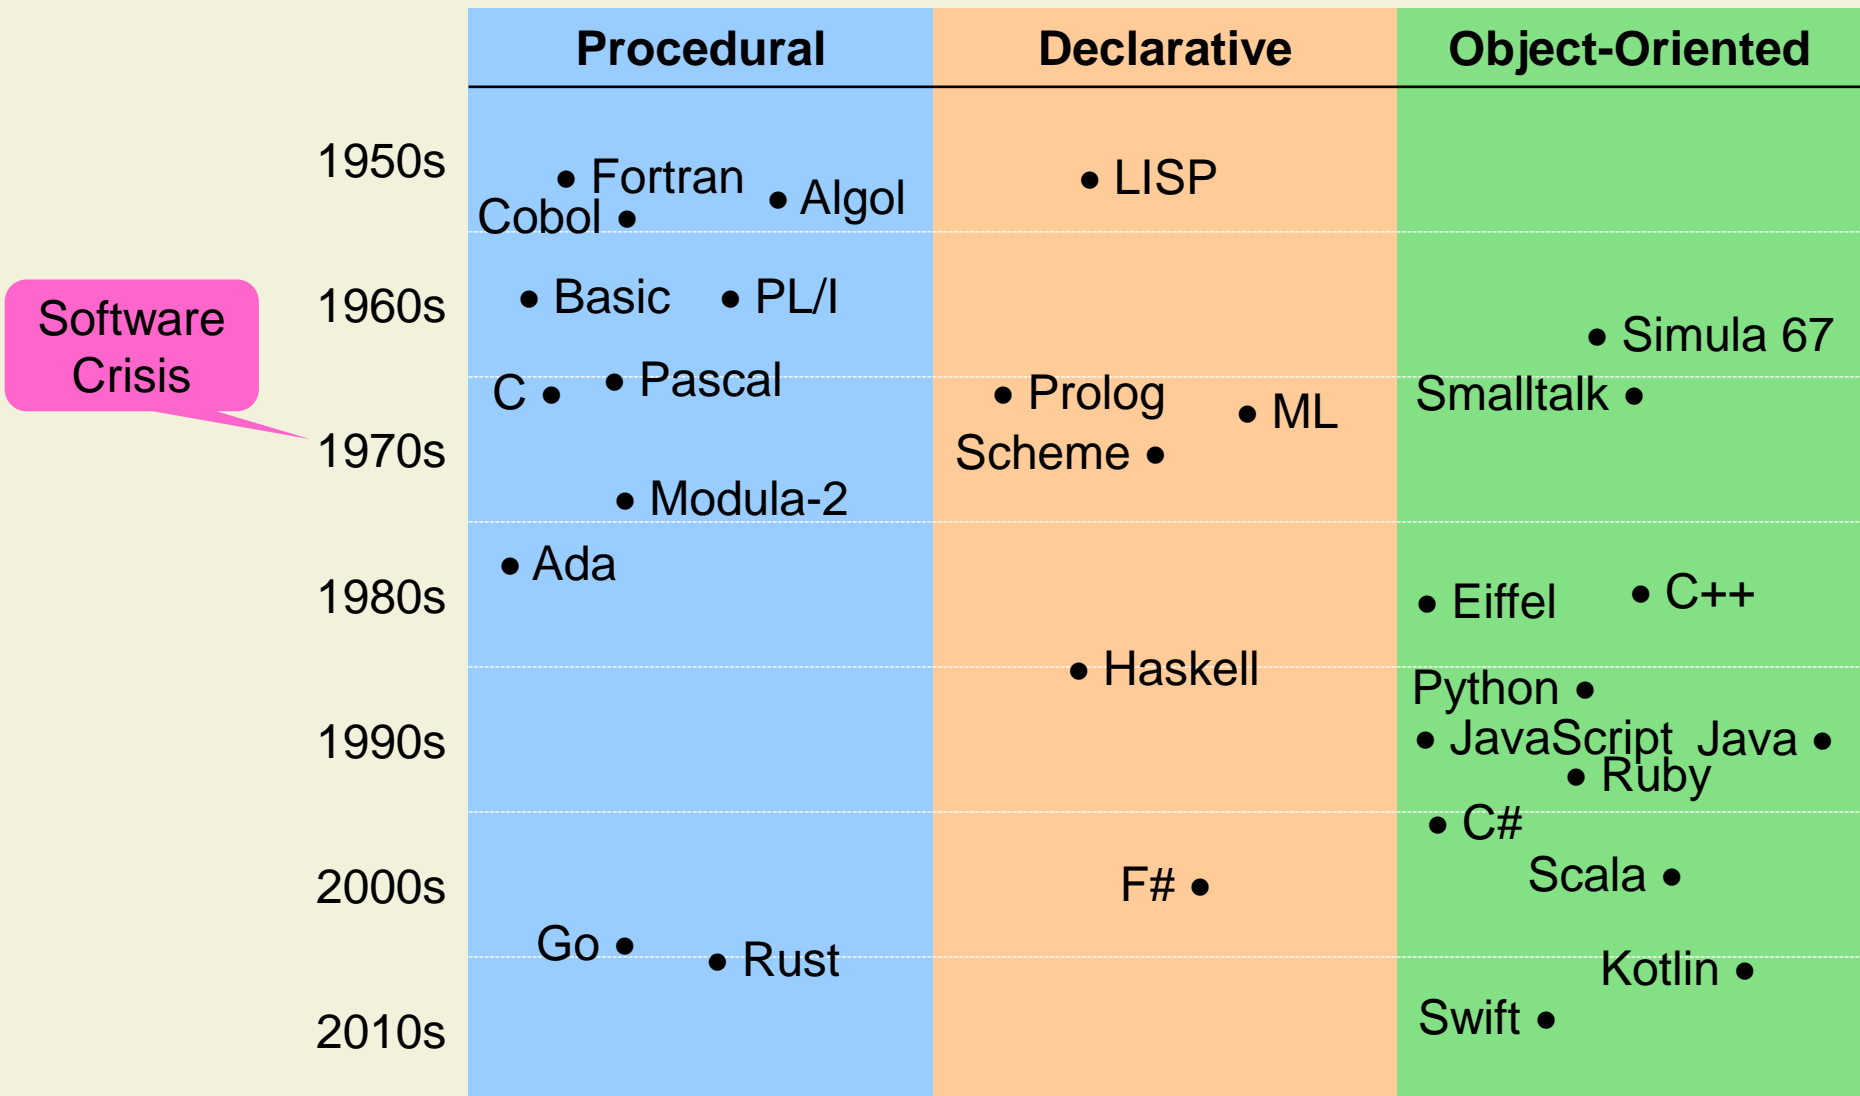 Procedural Declarative Object-Oriented
1950s
Fortran
Algol
Cobol
LISP
Software
Crisis
1960s
Basic PL/I
Simula 67
C
Pascal
Prolog
ML
Smalltalk
1970s
Scheme
Modula-2
Ada
1980s
Eiffel
C++
Haskell
Python
1990s
JavaScript Java
Ruby
C#
2000s
F#
Scala
Go
Rust
Kotlin
2010s
Swift